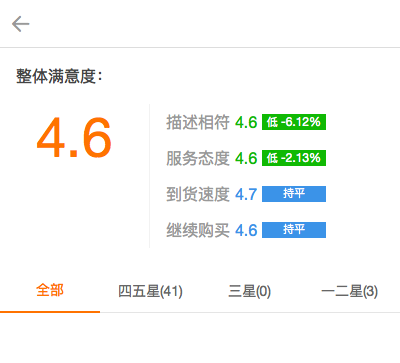 整体满意度：
4.6
描述相符 4.6 低 -6.12%
服务态度 4.6 低 -2.13%
到货速度 4.7 持平
继续购买 4.6 持平
全部 四五星(41) 三星(0) 一二星(3)